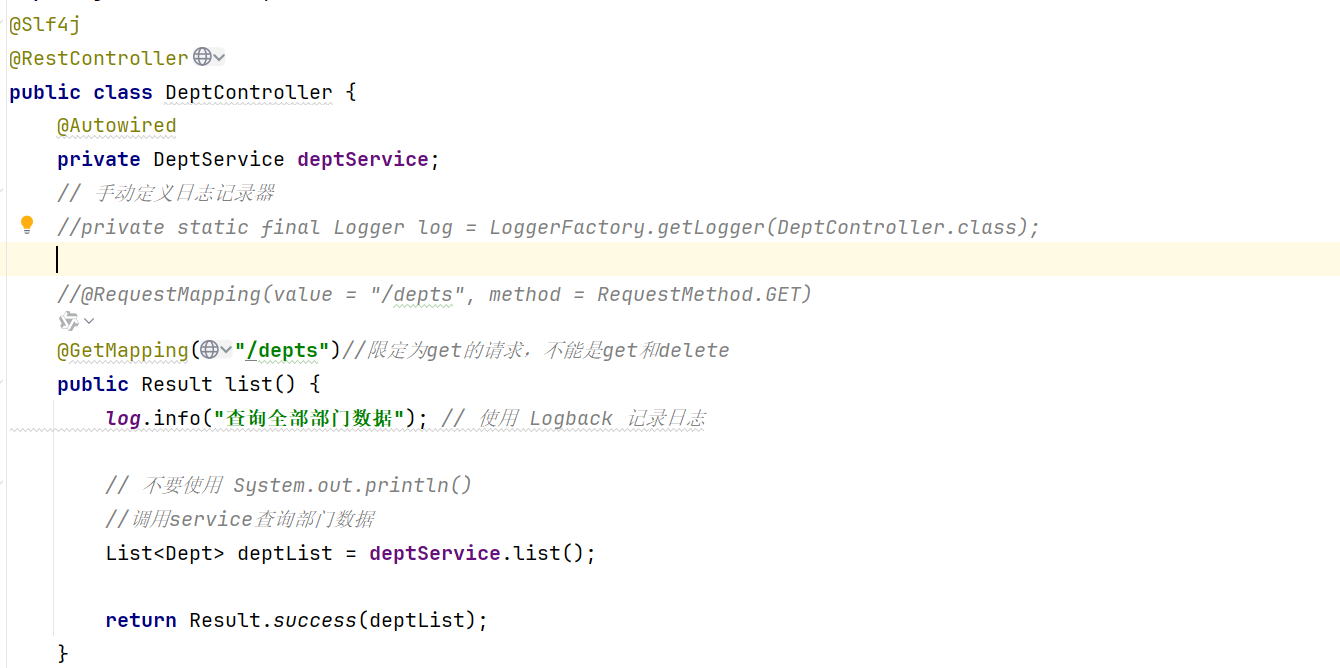 @Slf4j
@RestController
public class DeptController {
@Autowired
private DeptService deptService;
// 手动定义日志记录器
//private static final Logger log = LoggerFactory.getLogger(DeptController.class);
//@RequestMapping(value = "/depts", method = RequestMethod.GET)
@GetMapping("/depts")//限定为get的请求，不能是get和delete
public Result list() {
log.info("查询全部部门数据"); // 使用 Logback 记录日志
// 不要使用 System.out.println()
//调用service查询部门数据
List<Dept> deptList = deptService.list();
return Result.success(deptList);
}